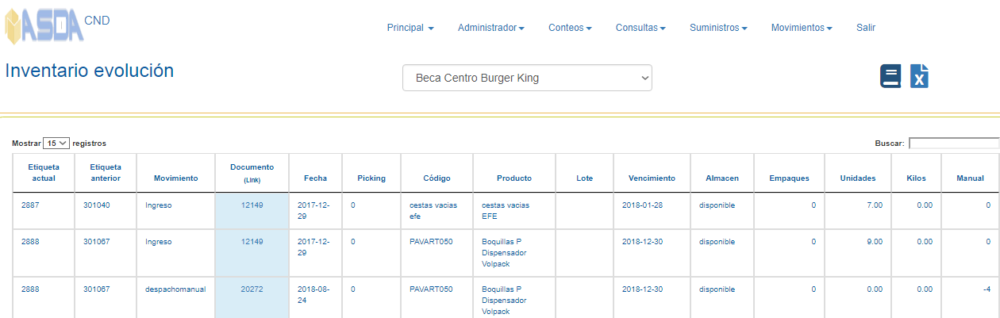 ASDA CND
Principal Administrador Conteos Consultas Suministros Movimientos Salir
Inventario evolución
Beca Centro Burger King
X
Mostrar 15 registros Buscar:
Etiqueta actual Etiqueta anterior Movimiento Documento (Link) Fecha Picking Código Producto Lote Vencimiento Almacen Empaques Unidades Kilos Manual
2887 301040 Ingreso 12149 2017-12-29 0 cestas vacias efe cestas vacias EFE 2018-01-28 disponible 0 7.00 0.00 0
2888 301067 Ingreso 12149 2017-12-29 0 PAVART050 Boquillas P Dispensador Volpack 2018-12-30 disponible 0 9.00 0.00 0
2888 301067 despachomanual 20272 2018-08-24 0 PAVART050 Boquillas P Dispensador Volpack 2018-12-30 disponible 0 0.00 0.00 -4